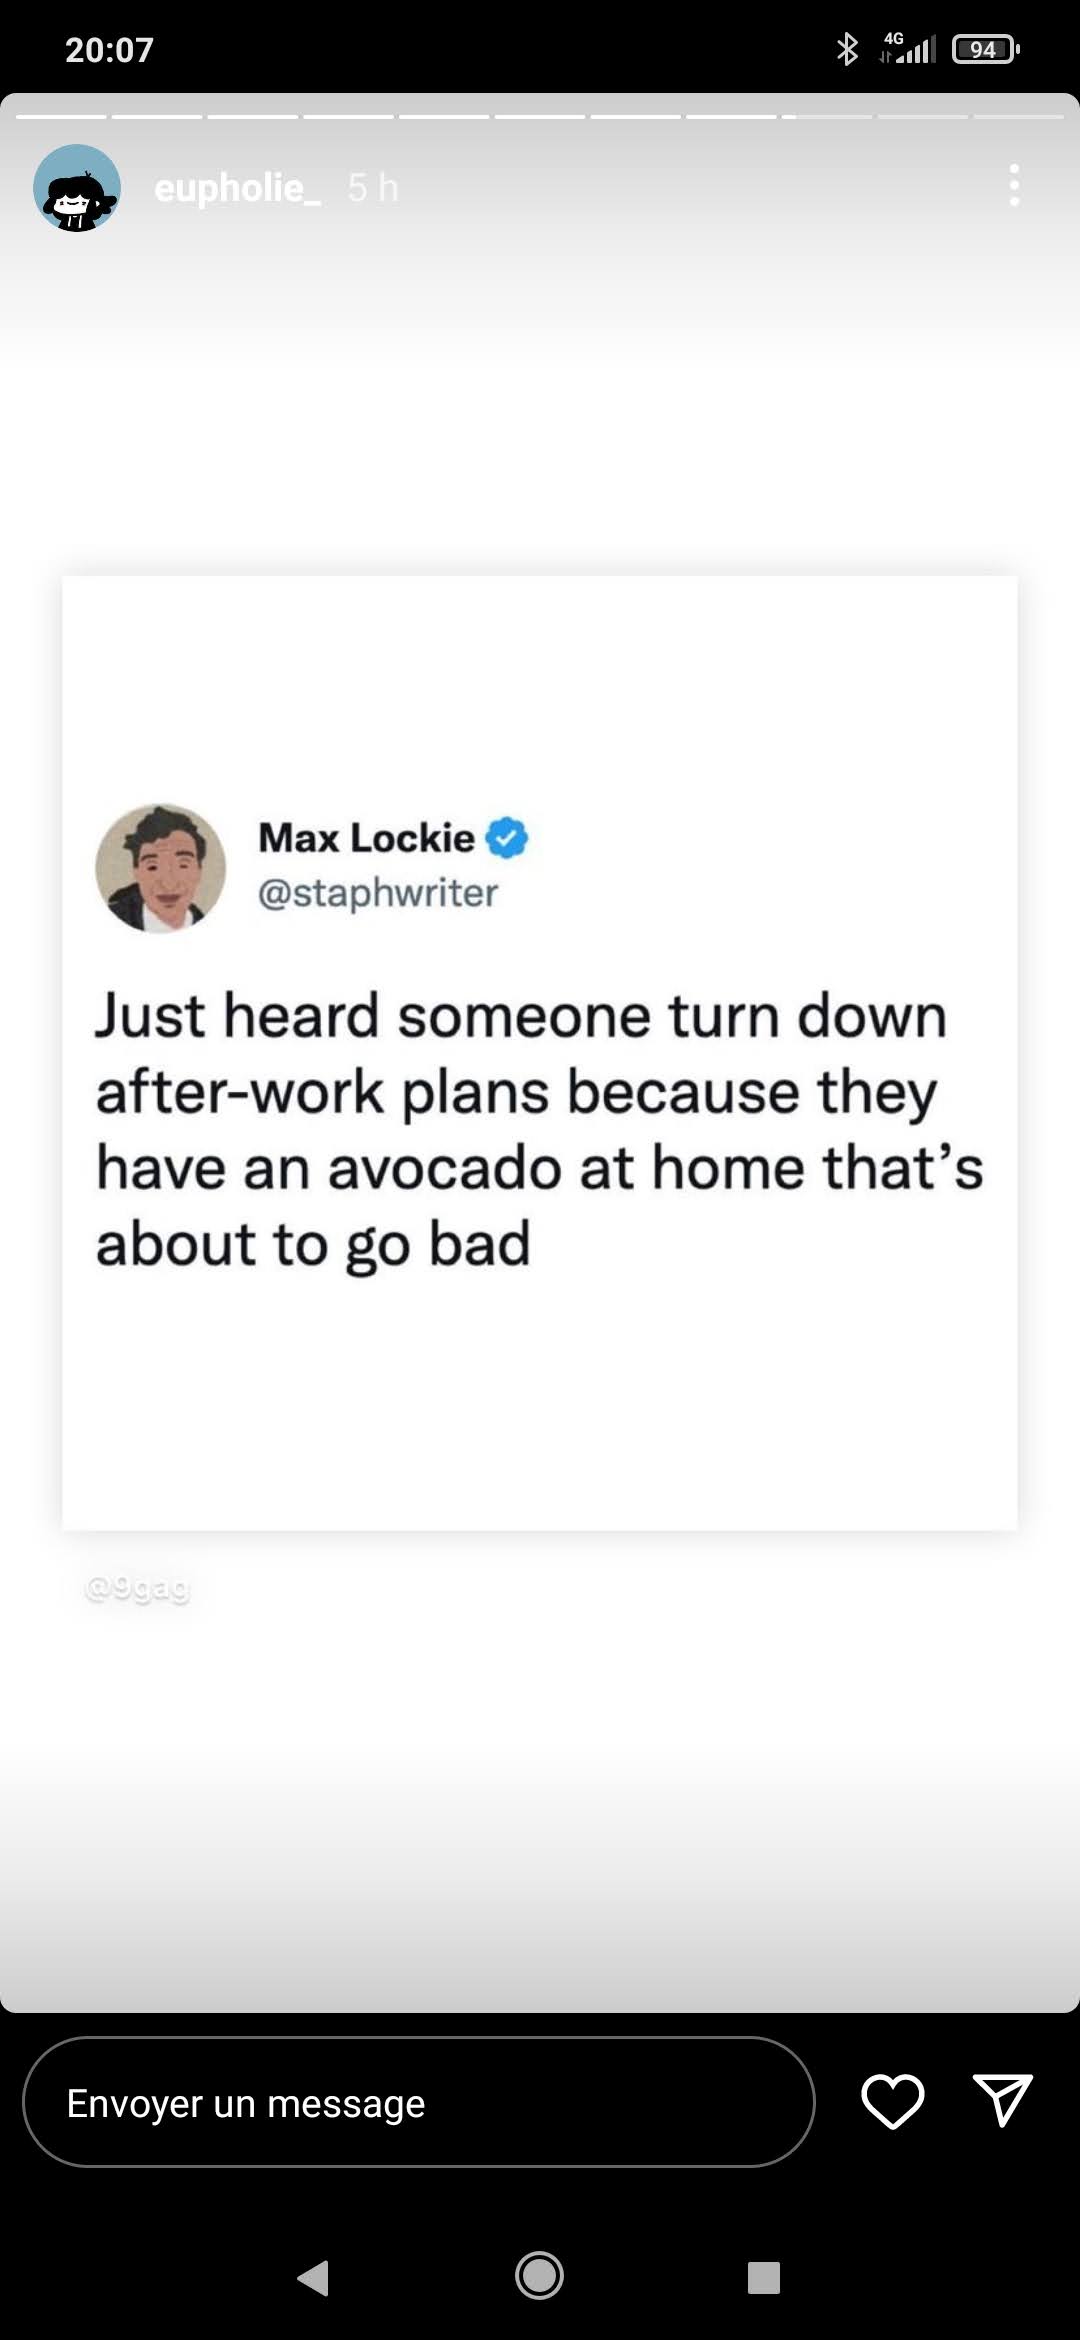 20:07
4G
94
eupholie_ 5 h
Max Lockie
@staphwriter
Just heard someone turn down
after-work plans because they
have an avocado at home that’s
about to go bad
@9gag
Envoyer un message